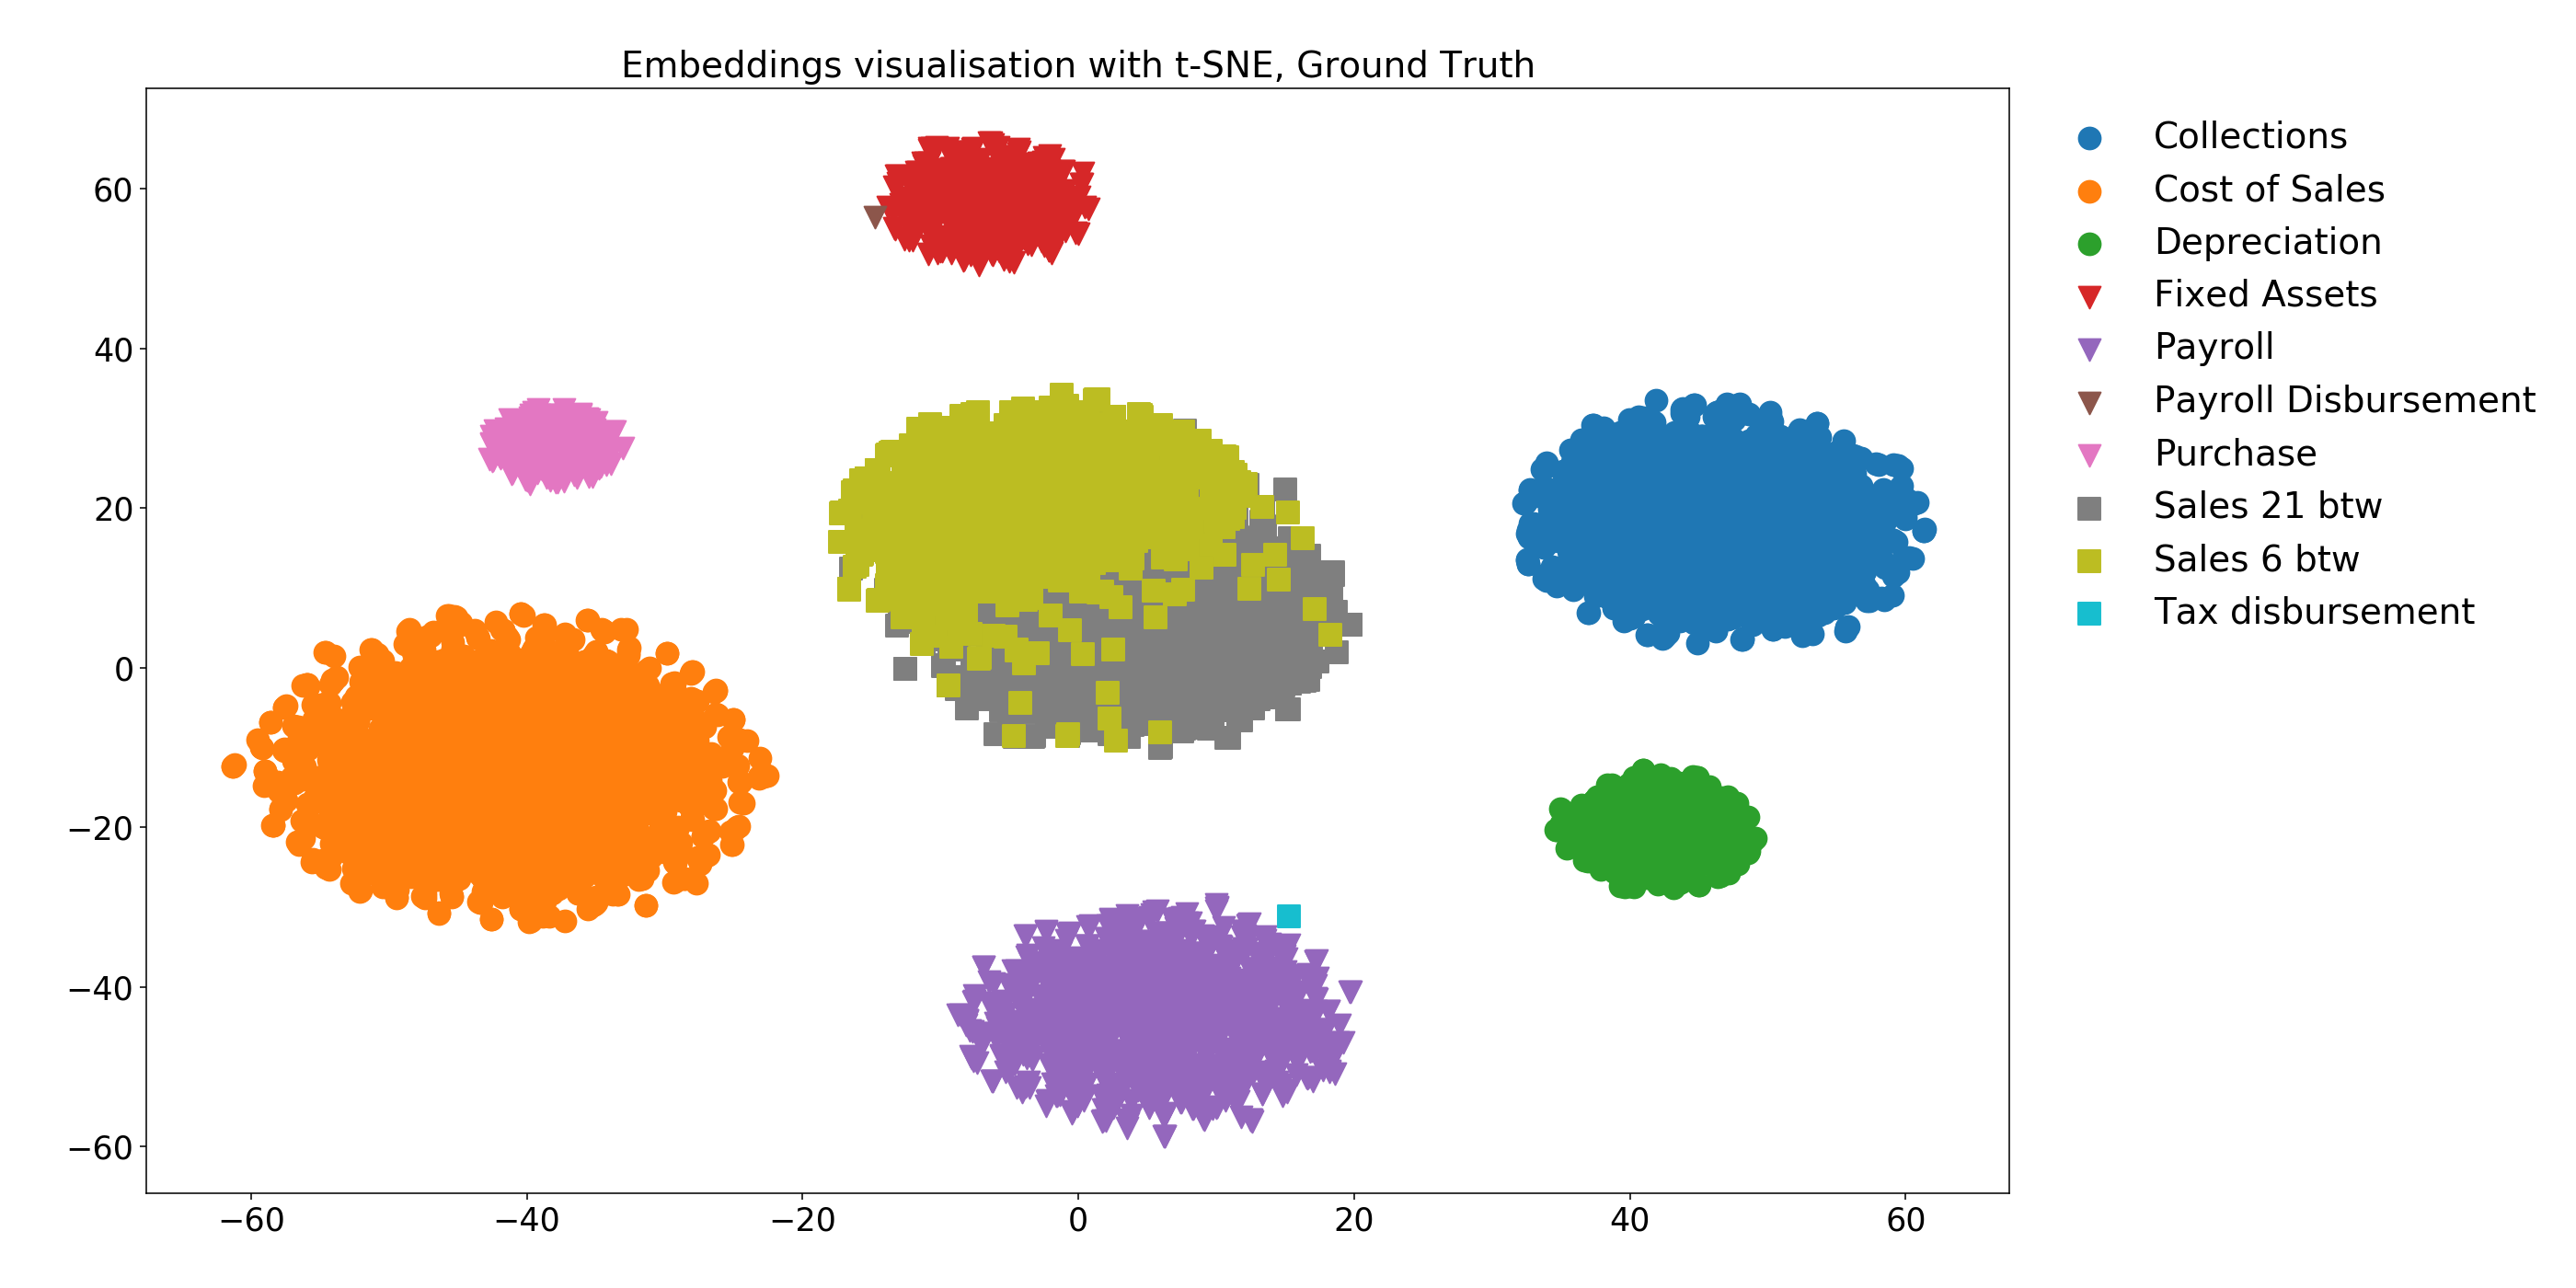 Embeddings visualisation with t-SNE, Ground Truth
60
40
20
0
−20
−40
−60
−60 −40 −20 0 20 40 60
Collections
Cost of Sales
Depreciation
Fixed Assets
Payroll
Payroll Disbursement
Purchase
Sales 21 btw
Sales 6 btw
Tax disbursement